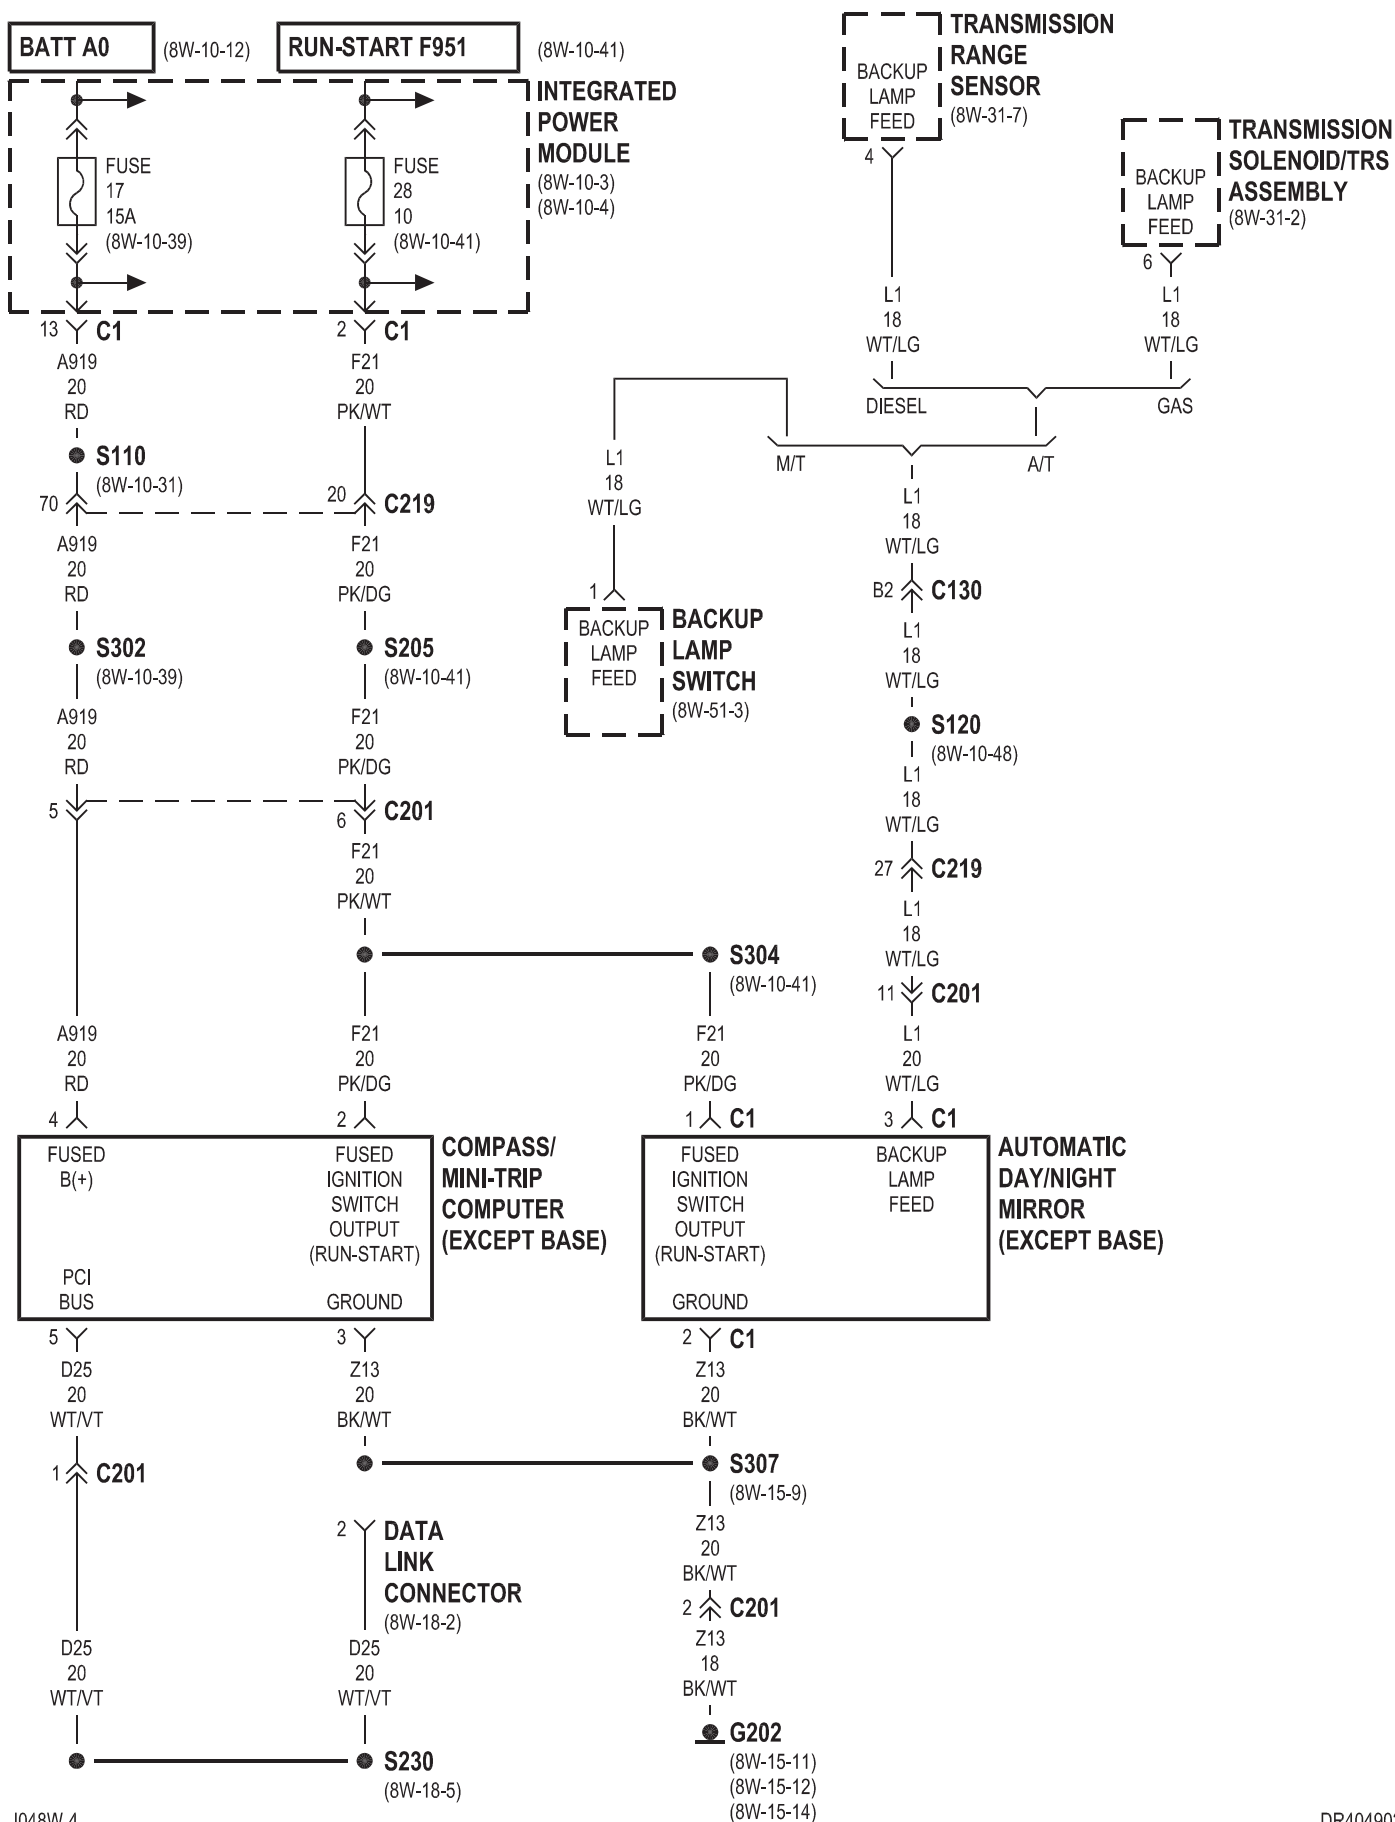 BATT A0
(8W-10-12)
RUN-START F951
(8W-10-41)
INTEGRATED
POWER
MODULE
(8W-10-3)
(8W-10-4)
FUSE
17
15A
(8W-10-39)
FUSE
28
10
(8W-10-41)
13
C1
2
C1
A919
20
RD
F21
20
PK/WT
S110
(8W-10-31)
70
20
C219
A919
20
RD
F21
20
PK/DG
S302
(8W-10-39)
S205
(8W-10-41)
A919
20
RD
F21
20
PK/DG
5
6
C201
F21
20
PK/WT
S304
(8W-10-41)
A919
20
RD
F21
20
PK/DG
F21
20
PK/DG
4
2
1
C1
TRANSMISSION
RANGE
SENSOR
(8W-31-7)
BACKUP
LAMP
FEED
4
TRANSMISSION
SOLENOID/TRS
ASSEMBLY
(8W-31-2)
BACKUP
LAMP
FEED
6
L1
18
WT/LG
L1
18
WT/LG
DIESEL
GAS
M/T
A/T
L1
18
WT/LG
1
BACKUP
LAMP
FEED
BACKUP
LAMP
SWITCH
(8W-51-3)
L1
18
WT/LG
B2
C130
L1
18
WT/LG
S120
(8W-10-48)
L1
18
WT/LG
27
C219
L1
18
WT/LG
11
C201
L1
20
WT/LG
3
C1
FUSED
B(+)
FUSED
IGNITION
SWITCH
OUTPUT
(RUN-START)
PCI
BUS
GROUND
COMPASS/
MINI-TRIP
COMPUTER
(EXCEPT BASE)
FUSED
IGNITION
SWITCH
OUTPUT
(RUN-START)
BACKUP
LAMP
FEED
GROUND
AUTOMATIC
DAY/NIGHT
MIRROR
(EXCEPT BASE)
5
3
2
C1
D25
20
WT/VT
Z13
20
BK/WT
Z13
20
BK/WT
1
C201
S307
(8W-15-9)
2
DATA
LINK
CONNECTOR
(8W-18-2)
Z13
20
BK/WT
2
C201
D25
20
WT/VT
D25
20
WT/VT
Z13
18
BK/WT
S230
(8W-18-5)
G202
(8W-15-11)
(8W-15-12)
(8W-15-14)